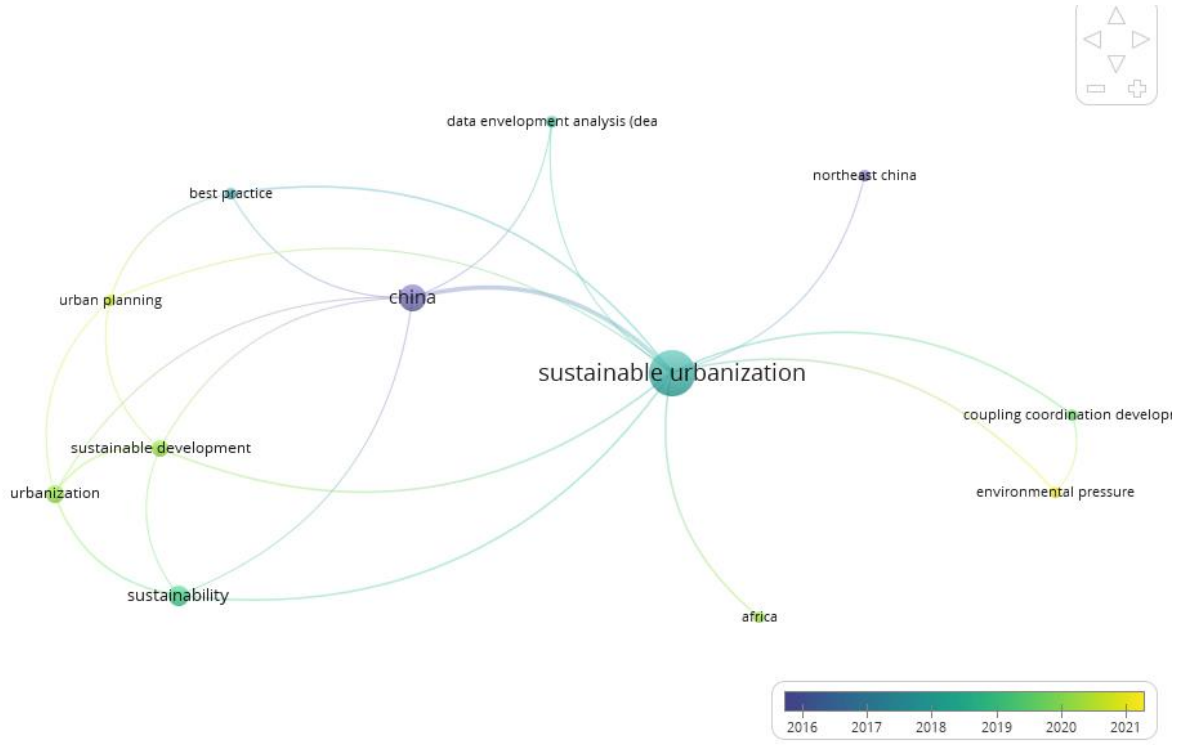 data envelopment analysis (dea
northeast china
best practice
china
urban planning
sustainable urbanization
coupling coordination develop
sustainable development
urbanization
environmental pressure
sustainability
africa
2016 2017 2018 2019 2020 2021